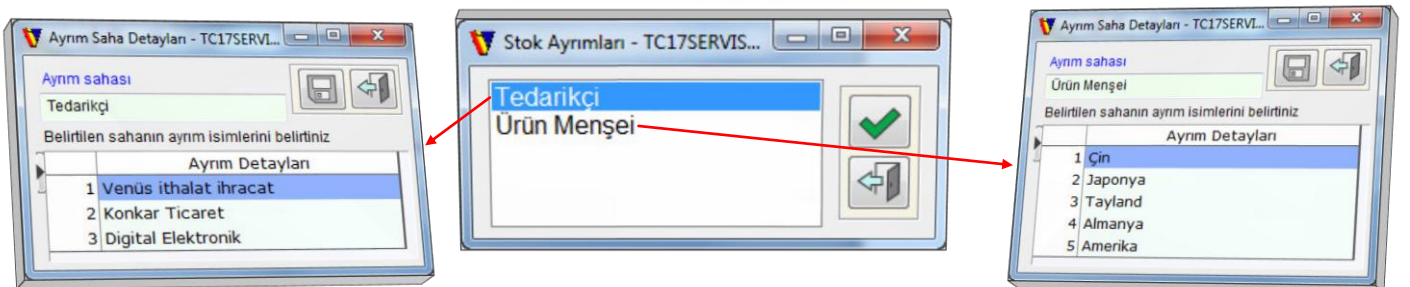 Ayrım Saha Detayları - TC17SERVI...
Ayrım sahası
Tedarikçi
Belirtilen sahanın ayrım isimlerini belirtiniz
Ayrım Detayları
1 Venüs ithalat ihracat
2 Konkar Ticaret
3 Digital Elektronik
Stok Ayrımları - TC17SERVIS...
Tedarikçi
Ürün Menşei
Ayrım Saha Detayları - TC17SERVI...
Ayrım sahası
Ürün Menşei
Belirtilen sahanın ayrım isimlerini belirtiniz
Ayrım Detayları
1 Çin
2 Japonya
3 Tayland
4 Almanya
5 Amerika